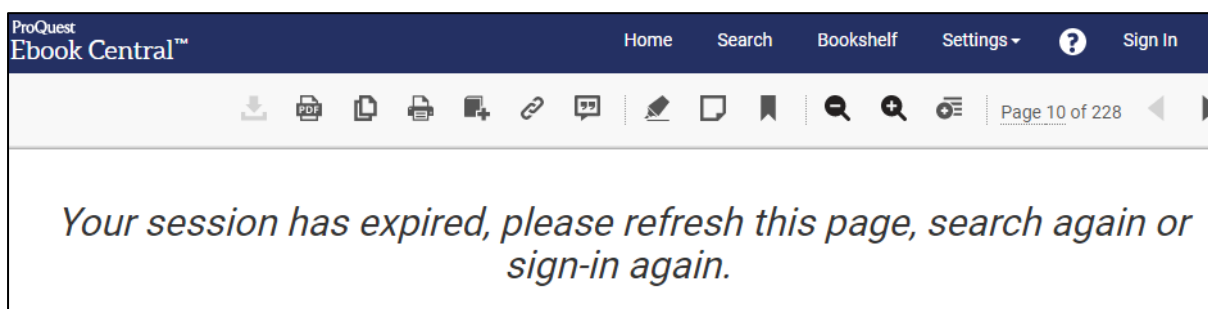 ProQuest
Ebook Central™
Home Search Bookshelf Settings ? Sign In
PDF Page 10 of 228
Your session has expired, please refresh this page, search again or
sign-in again.